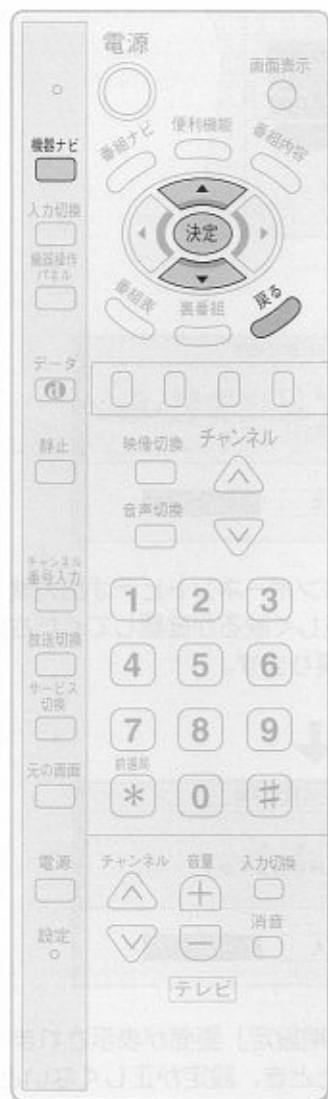 電源
画面表示
機器ナビ
番組ナビ
便利機能
番組内容
入力切換
決定
機器操作
パネル
番組表
裏番組
戻る
データ
d
静止
映像切換
チャンネル
音声切換
チャンネル
番号入力
1 2 3
放送切換
4 5 6
サービス
切換
7 8 9
元の画面
前選局
* 0 #
電源
チャンネル
音量
入力切換
設定
消音
テレビ